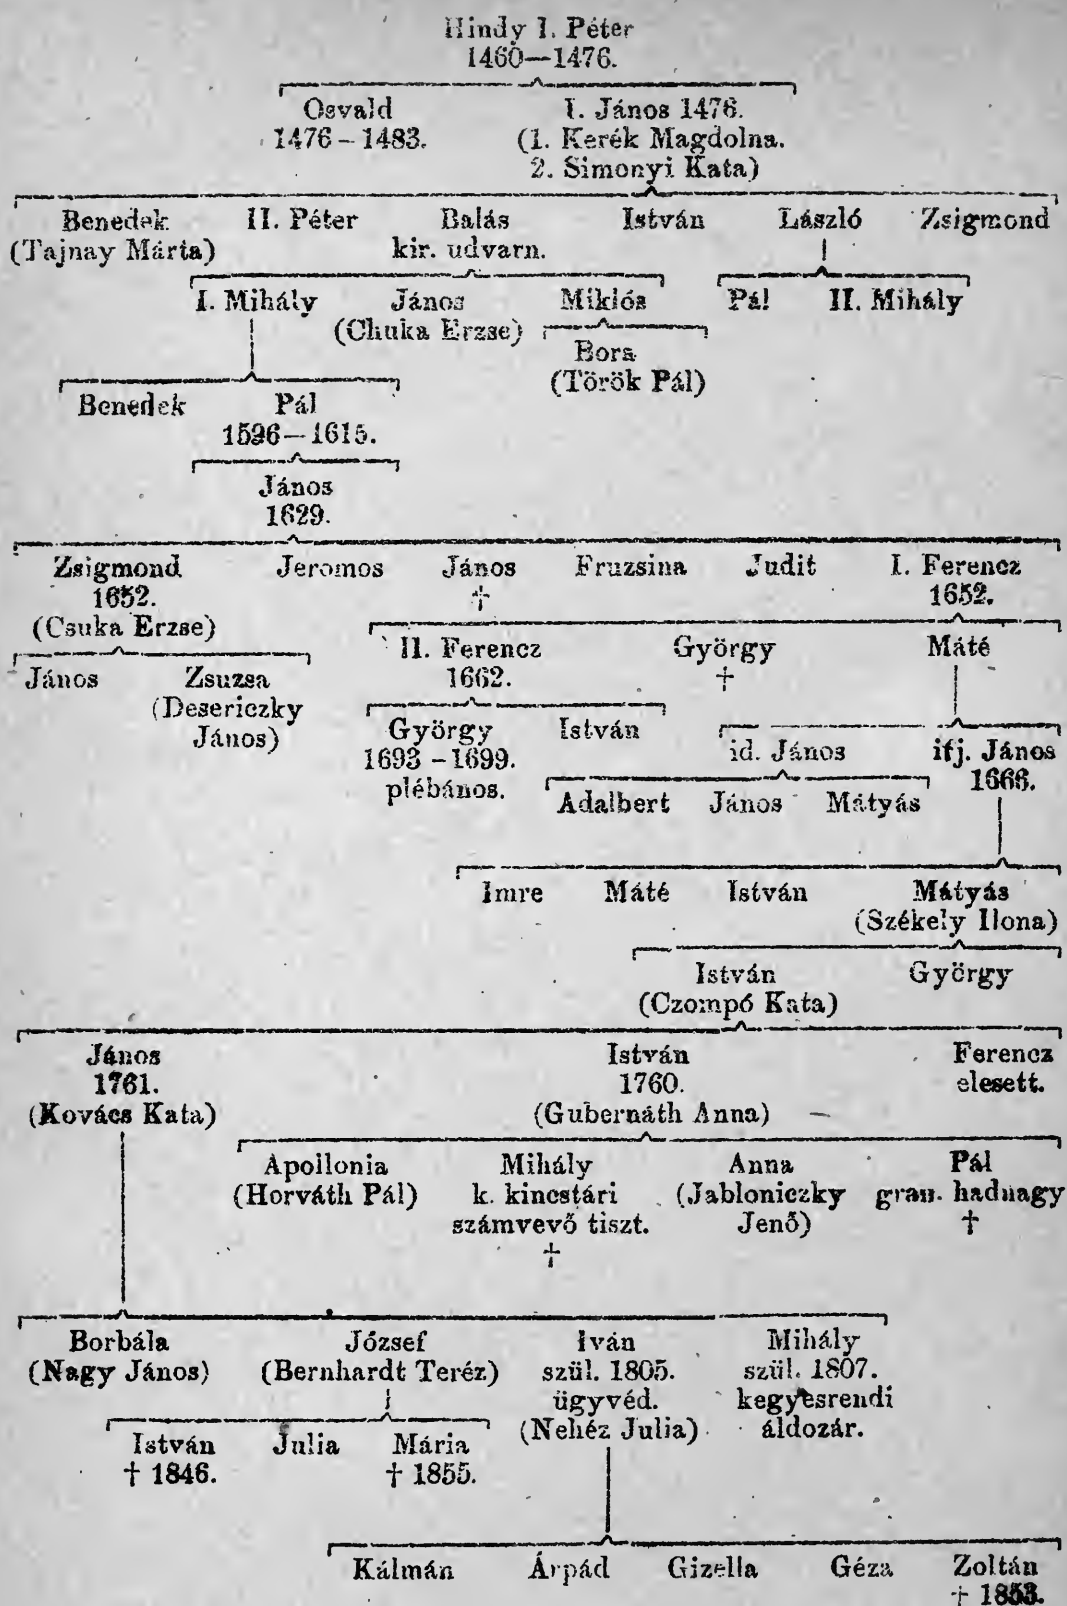 Hindy I. Péter
1460—1476.
Osvald I. János 1476.
1476–1483. (1. Kerék Magdolna.
2. Simonyi Kata)
Benedek II. Péter Balás István László Zsigmond
(Tajnay Márta) kir. udvarn.
I. Mihály János Miklós Pál II. Mihály
(Chuka Erzse)
Bora
(Török Pál)
Benedek Pál
1596—1615.
János
1629.
Zsigmond Jeromos János Fruzsina Judit I. Ferencz
1652. † 1652.
(Csuka Erzse)
II. Ferencz György Máté
János Zsuzsa 1662. †
(Desericzky
János)
György István id. János ifj. János
1693–1699. 1666.
plébános. Adalbert János Mátyás
Imre Máté István Mátyás
(Székely Ilona)
István György
(Czompó Kata)
János István Ferencz
1761. 1760. elesett.
(Kovács Kata) (Gubernáth Anna)
Apollonia Mihály Anna Pál
(Horváth Pál) k. kincstári (Jabloniczky gran. hadnagy
számvevő tiszt. Jenő) †
†
Borbála József Iván Mihály
(Nagy János) (Bernhardt Teréz) szül. 1805. szül. 1807.
ügyvéd. kegyesrendi
(Nehéz Julia) áldozár.
István Julia Mária
† 1846. † 1855.
Kálmán Árpád Gizella Géza Zoltán
† 1853.